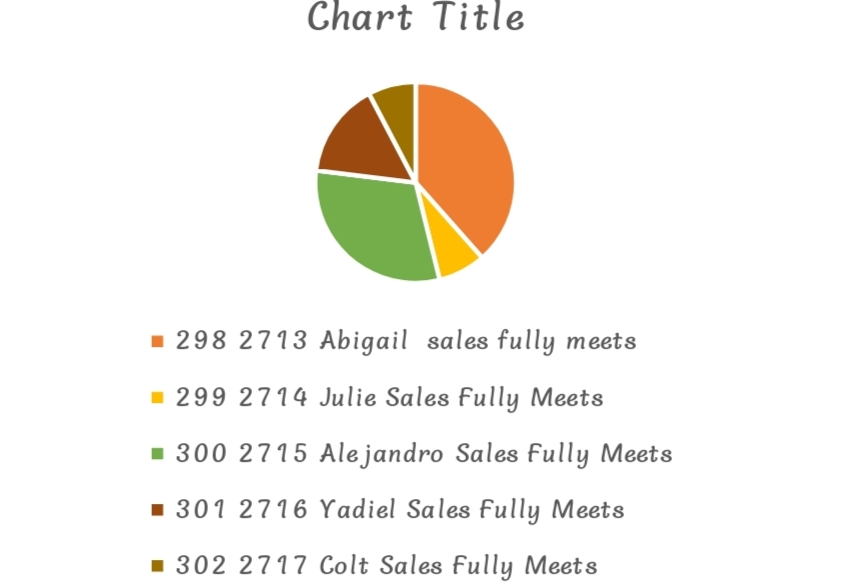 Chart Title
298 2713 Abigail  sales fully meets
299 2714 Julie Sales Fully Meets
300 2715 Alejandro Sales Fully Meets
301 2716 Yadiel Sales Fully Meets
302 2717 Colt Sales Fully Meets